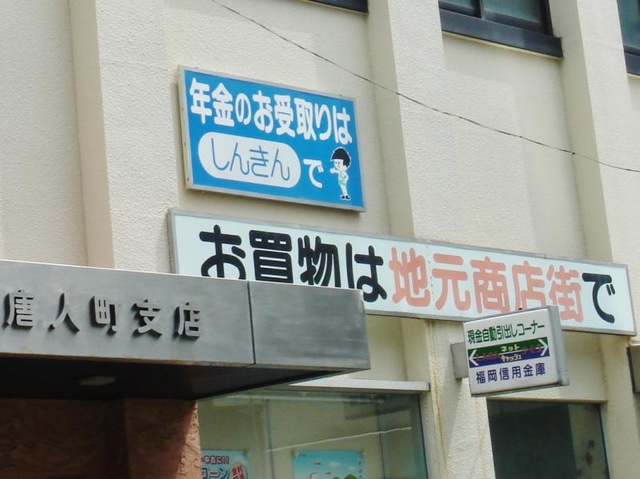 年金のお受取りは
しんきんで
お買物は地元商店街で
唐人町支店
現金自動引出しコーナー
ネット
キャッシュ
福岡信用金庫